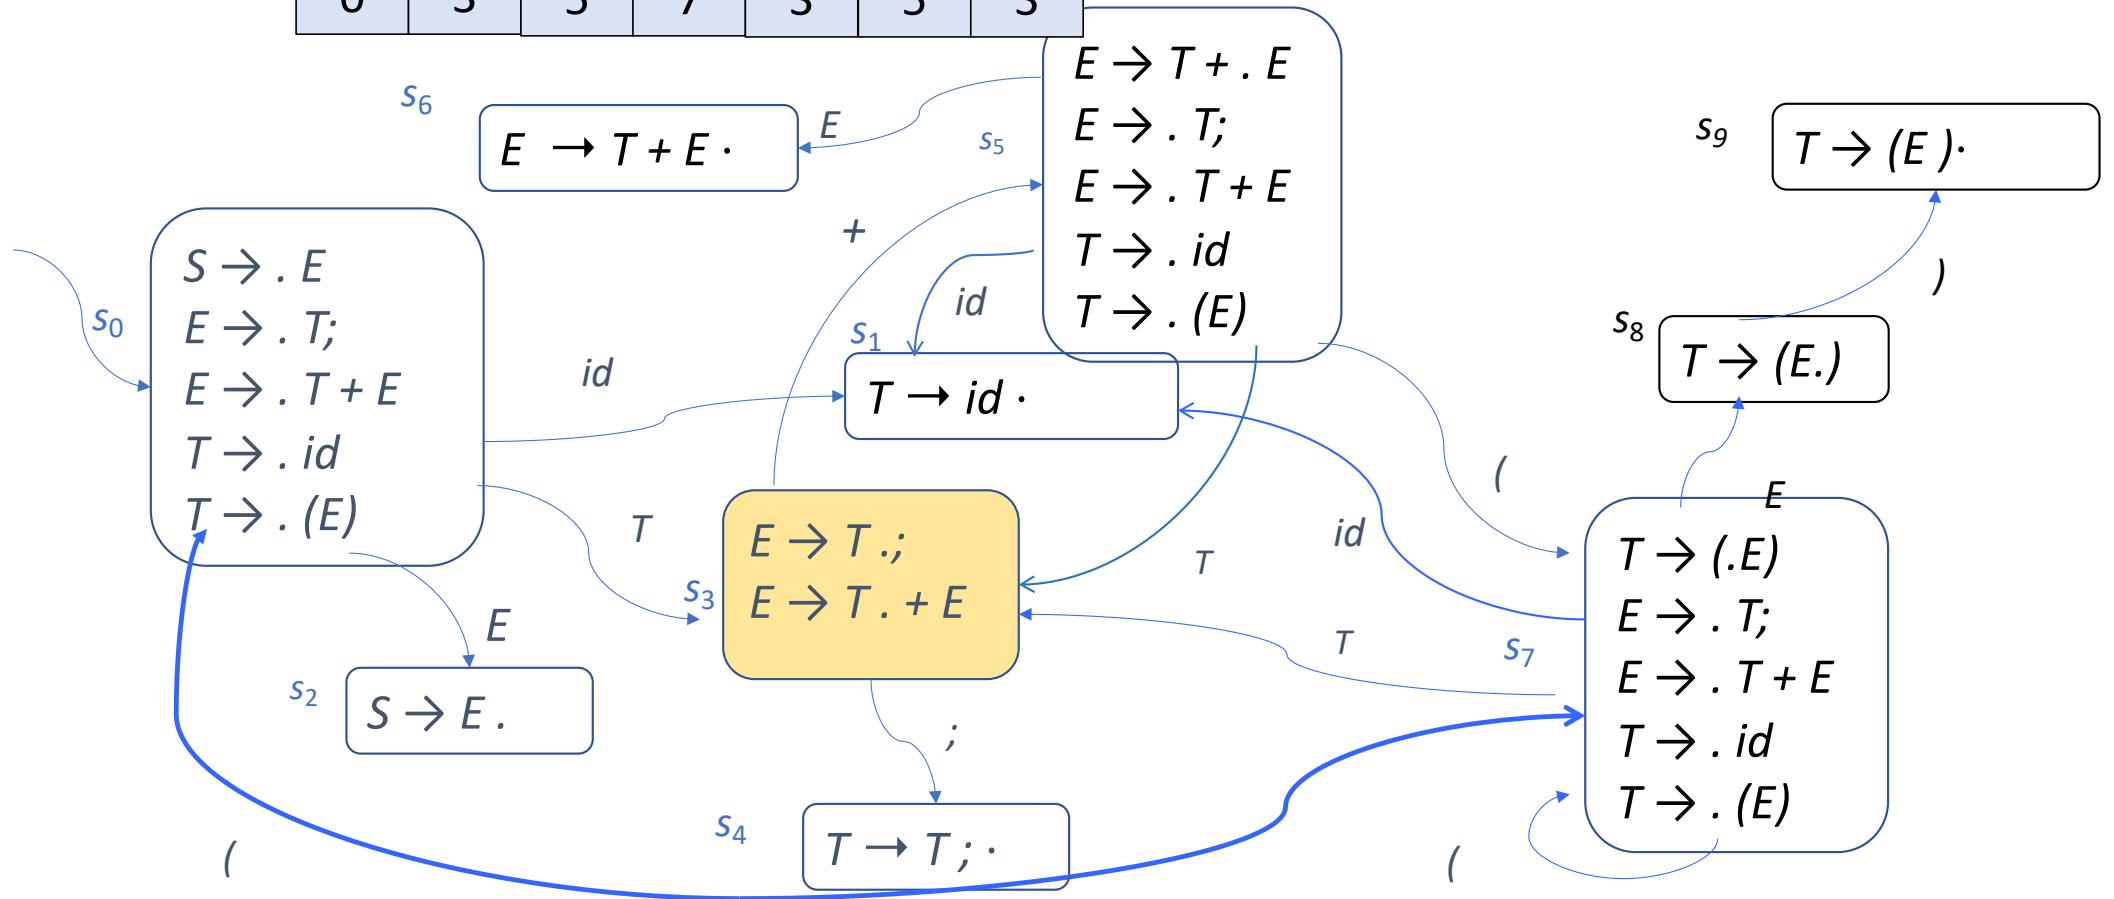 E → T + . E
E → . T;
E → . T + E
T → . id
T → . (E)
s5
s6
E → T + E ·
E
s9
T → (E )·
+
id
)
s0
S → . E
E → . T;
E → . T + E
T → . id
T → . (E)
id
s1
T → id ·
s8
T → (E.)
(
E
T
s3
E → T .;
E → T . + E
T
id
E
s2
S → E .
T
s7
T → (.E)
E → . T;
E → . T + E
T → . id
T → . (E)
;
s4
T → T ; ·
(
(